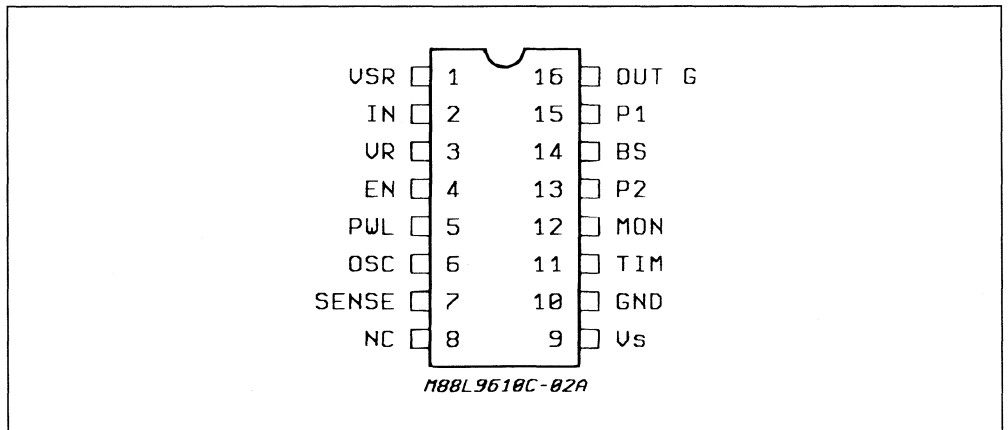 VSR 1 16 OUT G
IN 2 15 P1
VR 3 14 BS
EN 4 13 P2
PWL 5 12 MON
OSC 6 11 TIM
SENSE 7 10 GND
NC 8 9 Vs
M88L9610C-02A